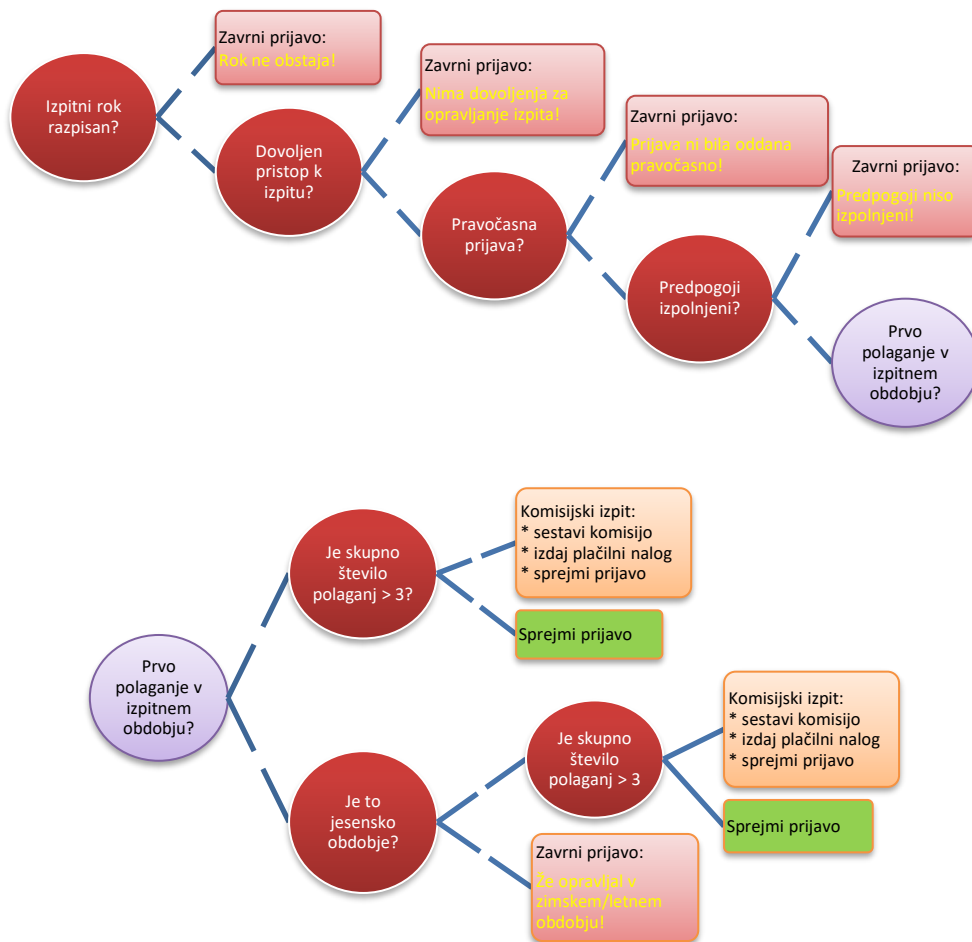 Izpitni rok
razpisan?
Zavrni prijavo:
Rok ne obstaja!
Dovoljen
pristop k
izpitu?
Zavrni prijavo:
Nima dovoljenja za
opravljanje izpita!
Pravočasna
prijava?
Zavrni prijavo:
Prijava ni bila oddana
pravočasno!
Predpogoji
izpolnjeni?
Zavrni prijavo:
Predpogoji niso
izpolnjeni!
Prvo
polaganje v
izpitnem
obdobju?
Prvo
polaganje v
izpitnem
obdobju?
Je skupno
število
polaganj > 3?
Komisijski izpit:
* sestavi komisijo
* izdaj plačilni nalog
* sprejmi prijavo
Sprejmi prijavo
Je to
jesensko
obdobje?
Je skupno
število
polaganj > 3
Komisijski izpit:
* sestavi komisijo
* izdaj plačilni nalog
* sprejmi prijavo
Sprejmi prijavo
Zavrni prijavo:
Že opravljal v
zimskem/letnem
obdobju!